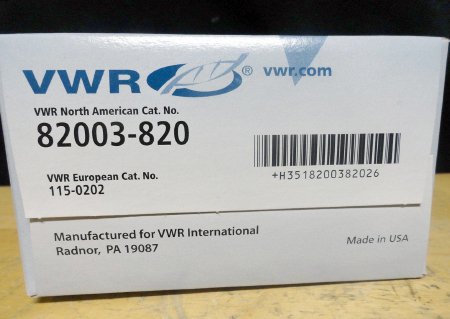 VWR® vwr.com
VWR North American Cat. No.
82003-820
VWR European Cat. No.
115-0202
+H3518200382026
Manufactured for VWR International
Radnor, PA 19087
Made in USA